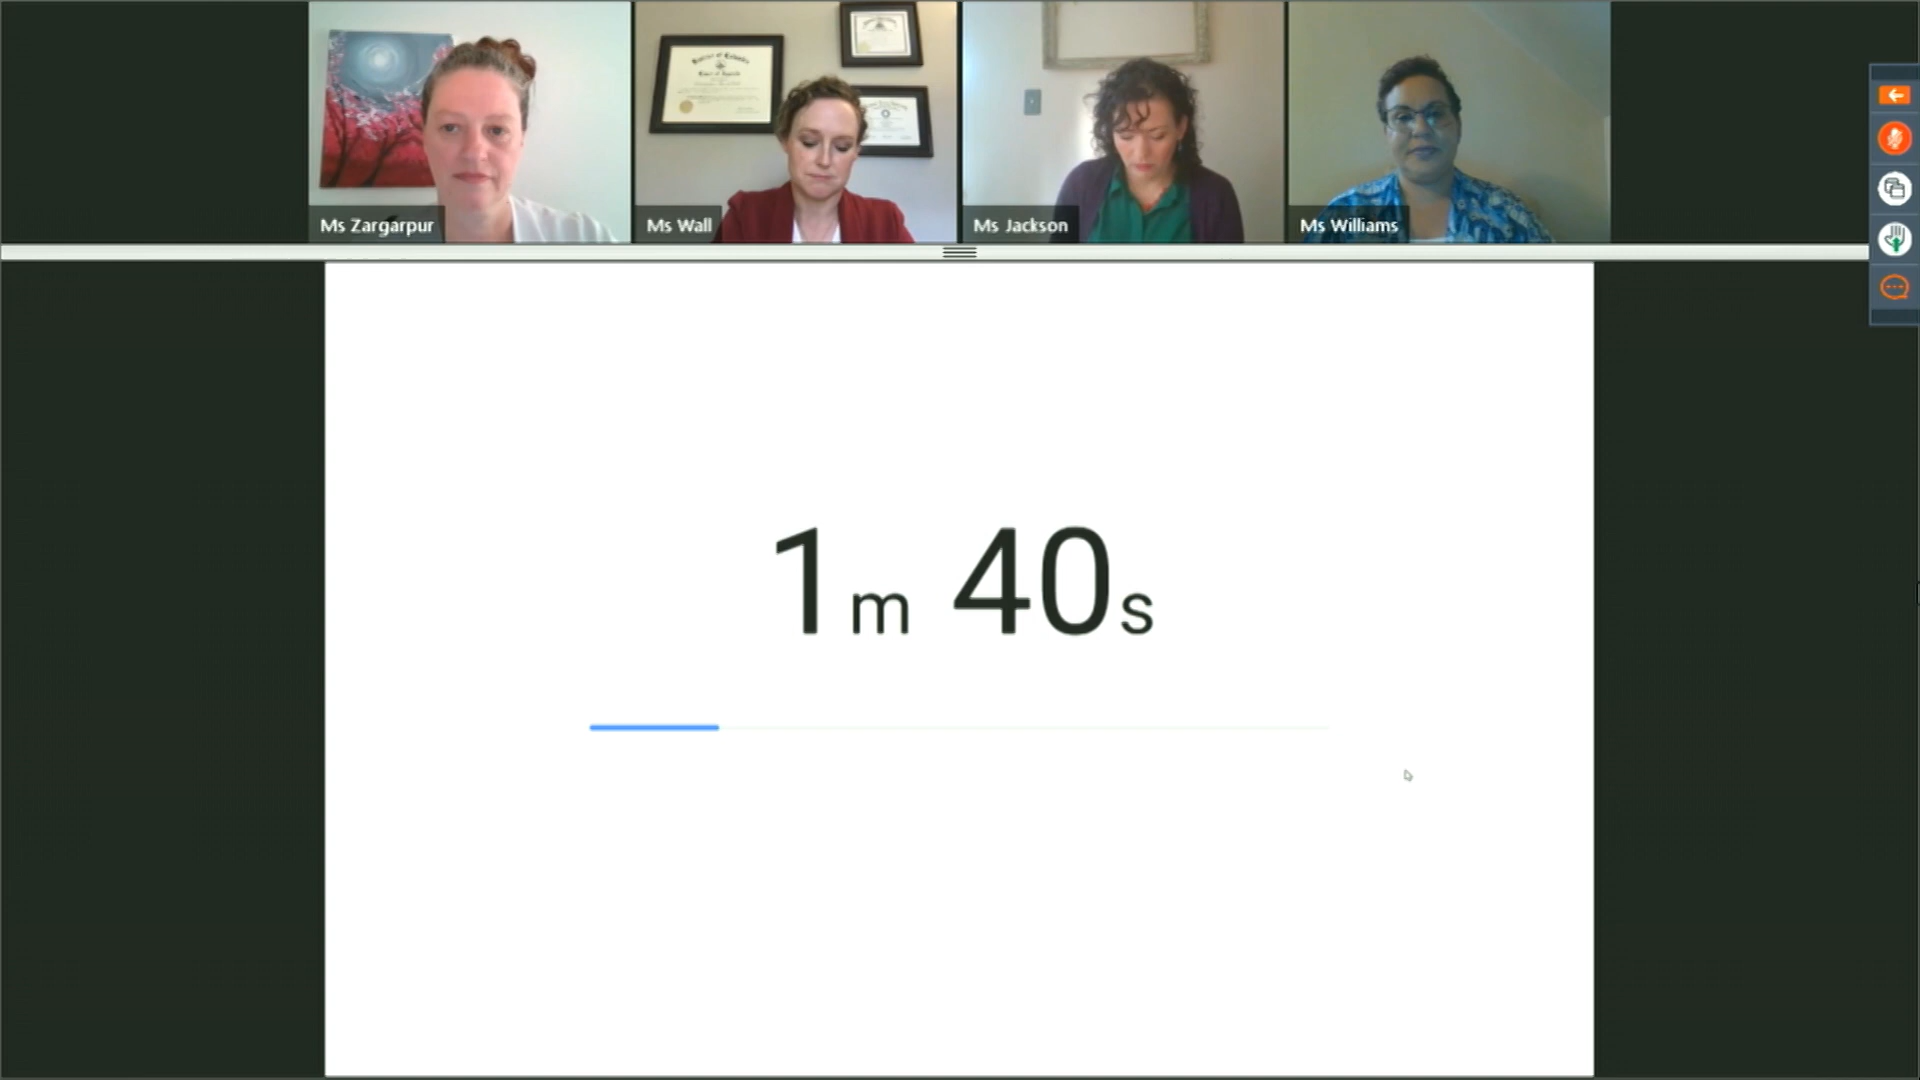 Ms Zargarpur
Ms Wall
Ms Jackson
Ms Williams
1m 40s